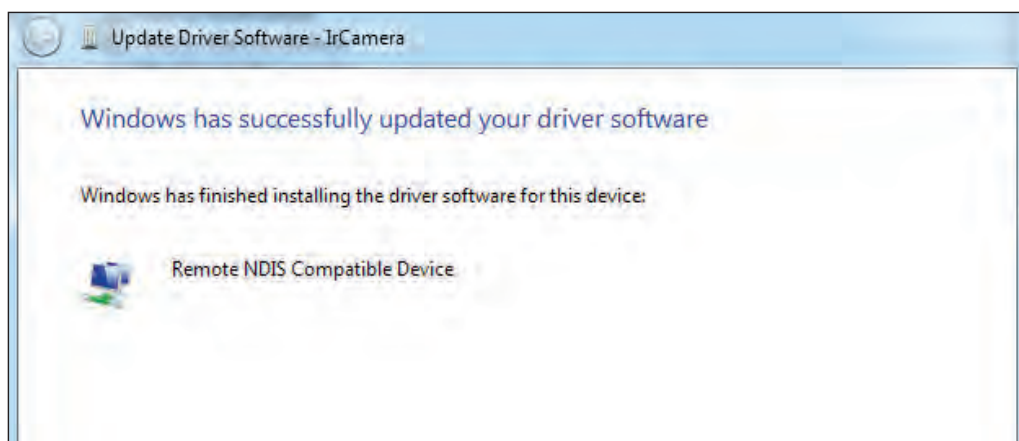 Update Driver Software - IrCamera
Windows has successfully updated your driver software
Windows has finished installing the driver software for this device:
Remote NDIS Compatible Device